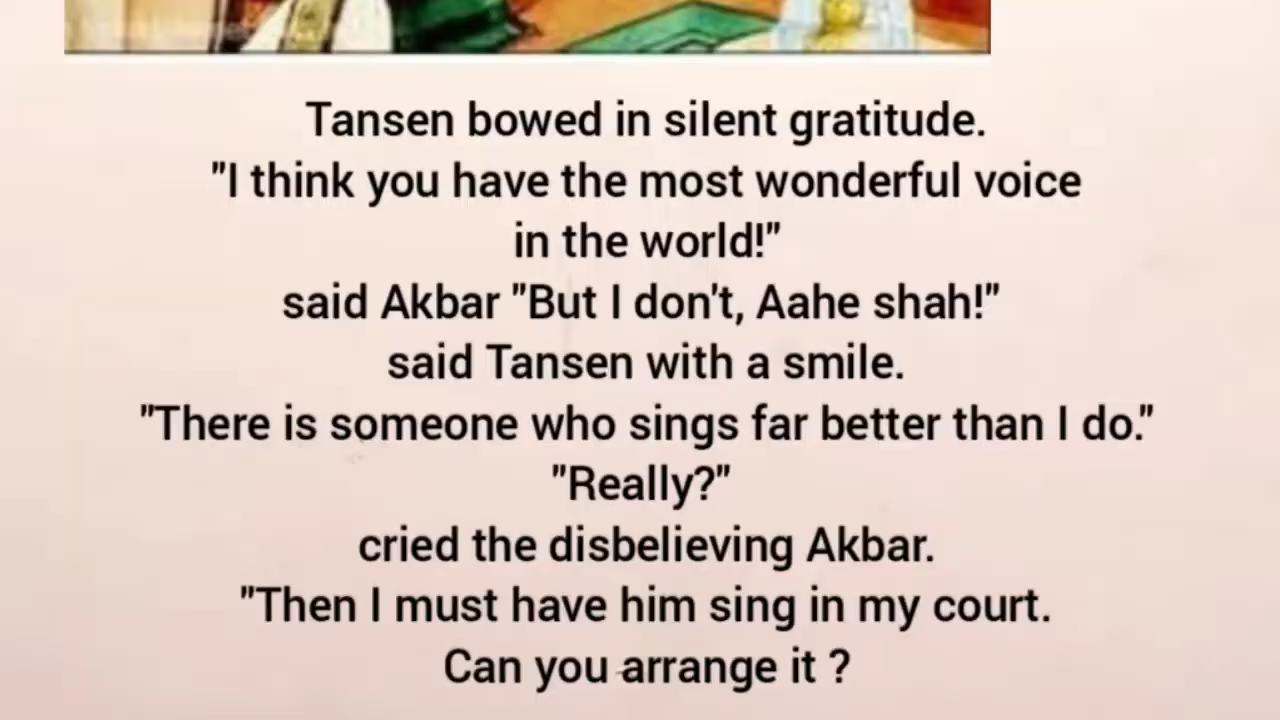 Tansen bowed in silent gratitude.
"I think you have the most wonderful voice
in the world!"
said Akbar "But I don't, Aahe shah!"
said Tansen with a smile.
"There is someone who sings far better than I do."
"Really?"
cried the disbelieving Akbar.
"Then I must have him sing in my court.
Can you arrange it ?